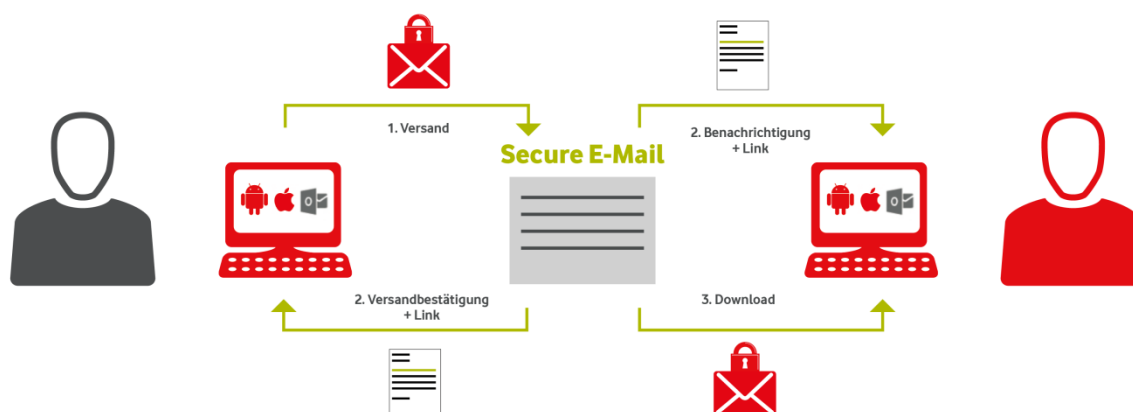 1. Versand
2. Benachrichtigung
+ Link
Secure E-Mail
2. Versandbestätigung
+ Link
3. Download